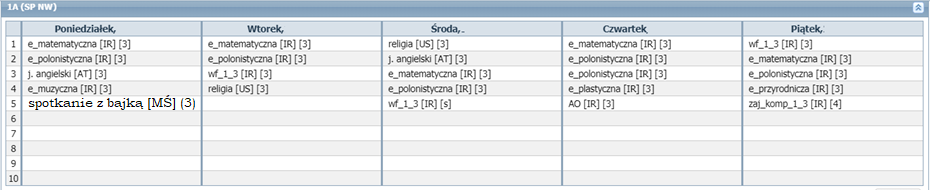 1A (SP NW)
Poniedziałek, Wtorek, Środa, Czwartek Piątek,
1 e_matematyczna [IR] [3] e_matematyczna [IR] [3] religia [US] [3] e_matematyczna [IR] [3] wf_1_3 [IR] [3]
2 e_polonistyczna [IR] [3] e_polonistyczna [IR] [3] j. angielski [AT] [3] e_polonistyczna [IR] [3] e_matematyczna [IR] [3]
3 j. angielski [AT] [3] wf_1_3 [IR] [3] e_matematyczna [IR] [3] e_polonistyczna [IR] [3] e_polonistyczna [IR] [3]
4 e_muzyczna [IR] [3] religia [US] [3] e_polonistyczna [IR] [3] e_plastyczna [IR] [3] e_przyrodnicza [IR] [3]
5 spotkanie z bajką [MŚ] (3) wf_1_3 [IR] [s] AO [IR] [3] zaj_komp_1_3 [IR] [4]
6
7
8
9
10